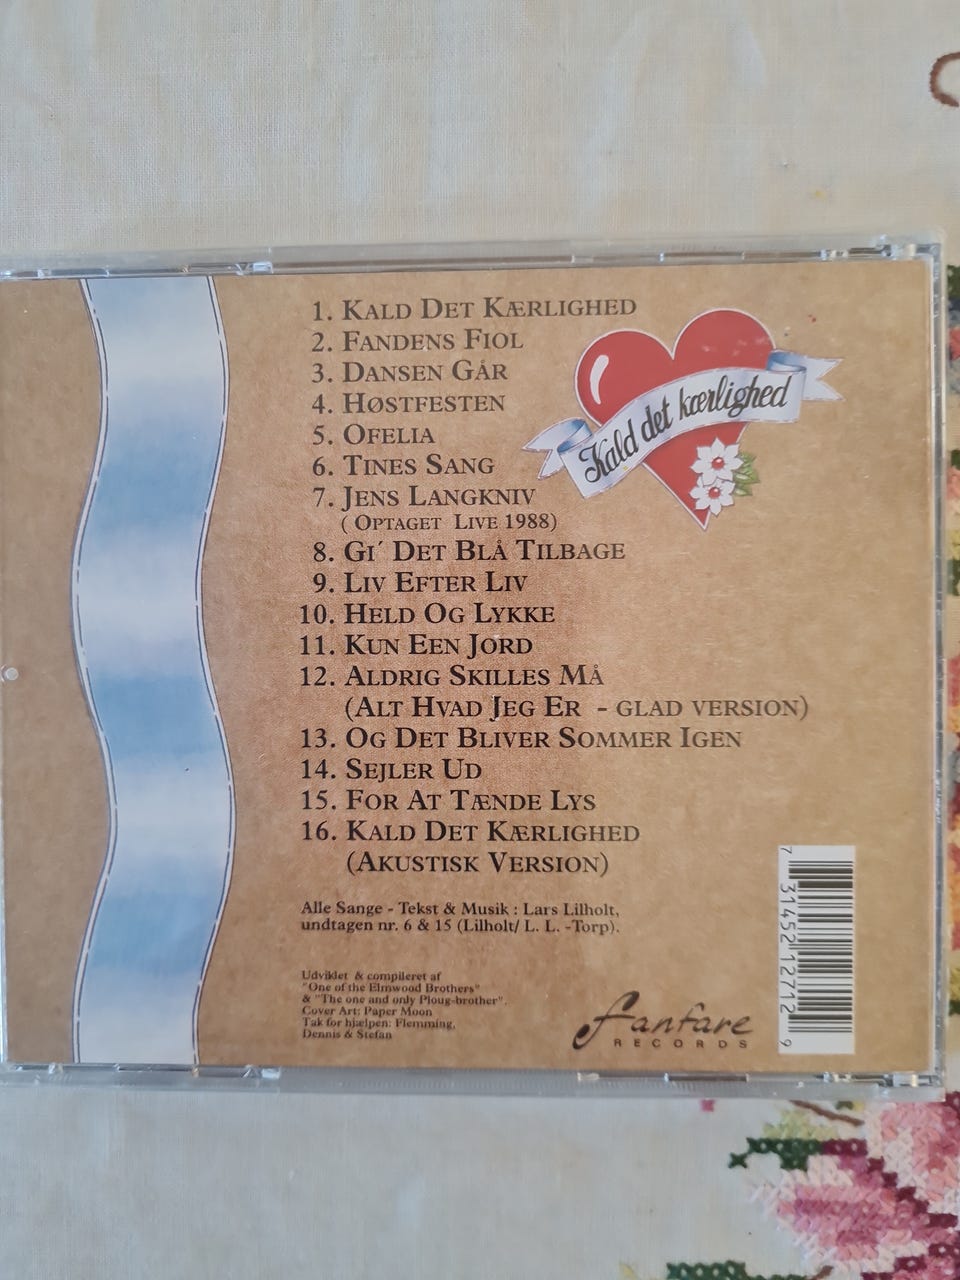 1. KALD DET KÆRLIGHED
2. FANDENS FIOL
3. DANSEN GÅR
4. HØSTFESTEN
5. OFELIA
6. TINES SANG
7. JENS LANGKNIV
( OPTAGET LIVE 1988)
8. GI´ DET BLÅ TILBAGE
9. LIV EFTER LIV
10. HELD OG LYKKE
11. KUN EEN JORD
12. ALDRIG SKILLES MÅ
(ALT HVAD JEG ER - GLAD VERSION)
13. OG DET BLIVER SOMMER IGEN
14. SEJLER UD
15. FOR AT TÆNDE LYS
16. KALD DET KÆRLIGHED
(AKUSTISK VERSION)
Kald det kærlighed
Alle Sange - Tekst & Musik : Lars Lilholt,
undtagen nr. 6 & 15 (Lilholt/ L. L. -Torp).
Udviklet & compileret af
"One of the Elmwood Brothers"
& "The one and only Ploug-brother".
Cover Art: Paper Moon
Tak for hjælpen: Flemming,
Dennis & Stefan
fanfare
RECORDS
7 31452 12712 9